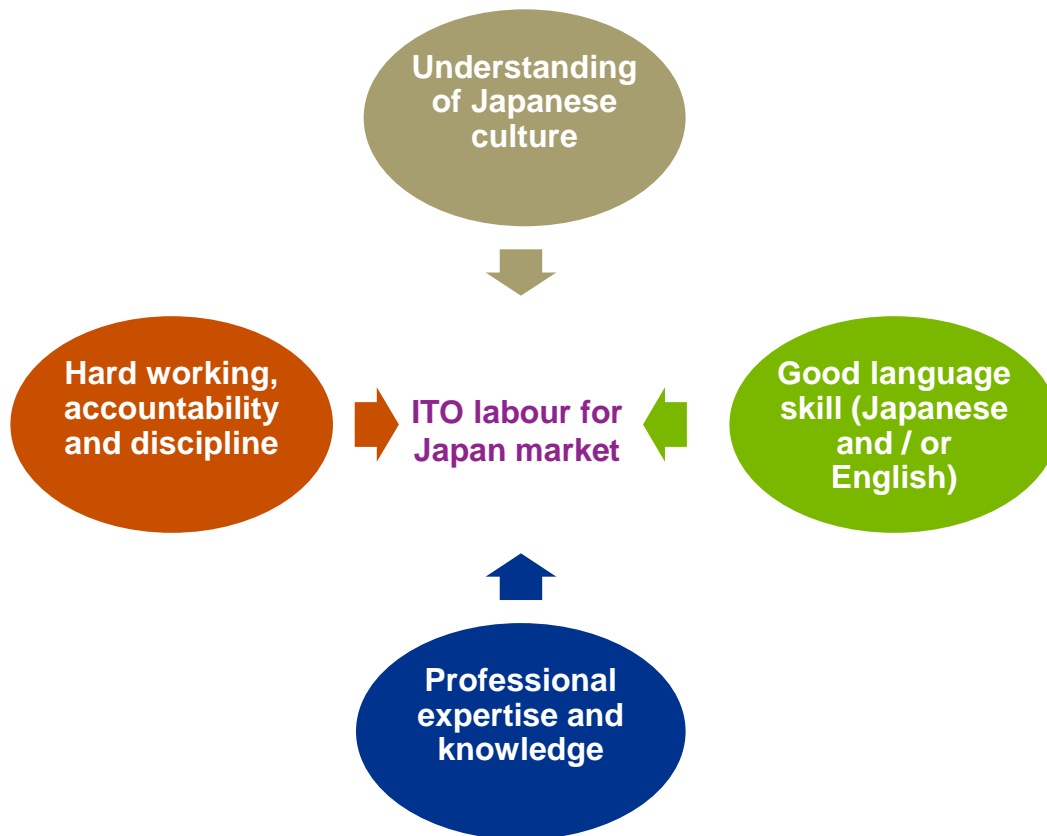 Understanding
of Japanese
culture
Hard working,
accountability
and discipline
ITO labour for
Japan market
Good language
skill (Japanese
and / or
English)
Professional
expertise and
knowledge